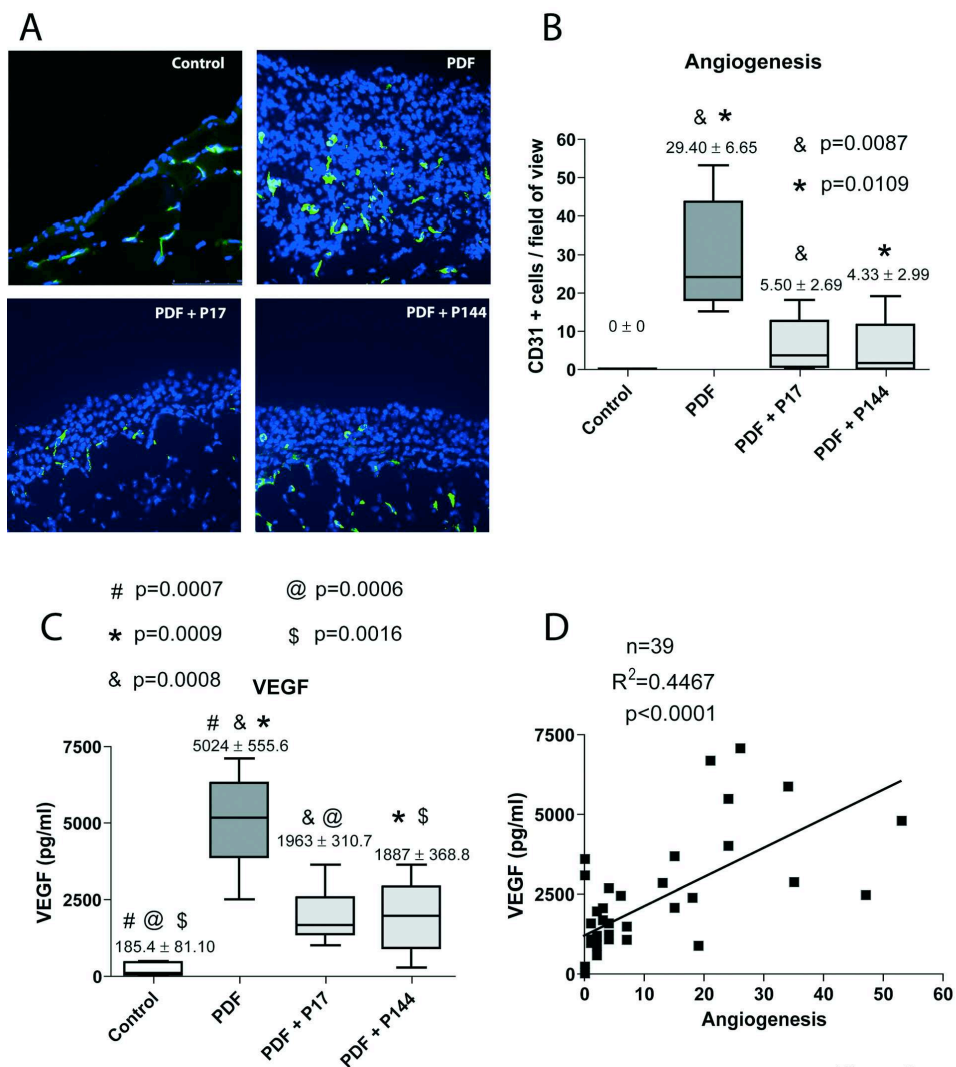 A
Control
PDF
PDF + P17
PDF + P144
B
Angiogenesis
& *
29.40 ± 6.65
& p=0.0087
* p=0.0109
&
5.50 ± 2.69
*
4.33 ± 2.99
0 ± 0
CD31 + cells / field of view
60
50
40
30
20
10
0
Control
PDF
PDF + P17
PDF + P144
# p=0.0007
@ p=0.0006
* p=0.0009
$ p=0.0016
& p=0.0008
C
VEGF
# & *
5024 ± 555.6
& @
1963 ± 310.7
* $
1887 ± 368.8
# @ $
185.4 ± 81.10
VEGF (pg/ml)
7500
5000
2500
0
Control
PDF
PDF + P17
PDF + P144
D
n=39
R²=0.4467
p<0.0001
VEGF (pg/ml)
7500
5000
2500
0
0 10 20 30 40 50 60
Angiogenesis